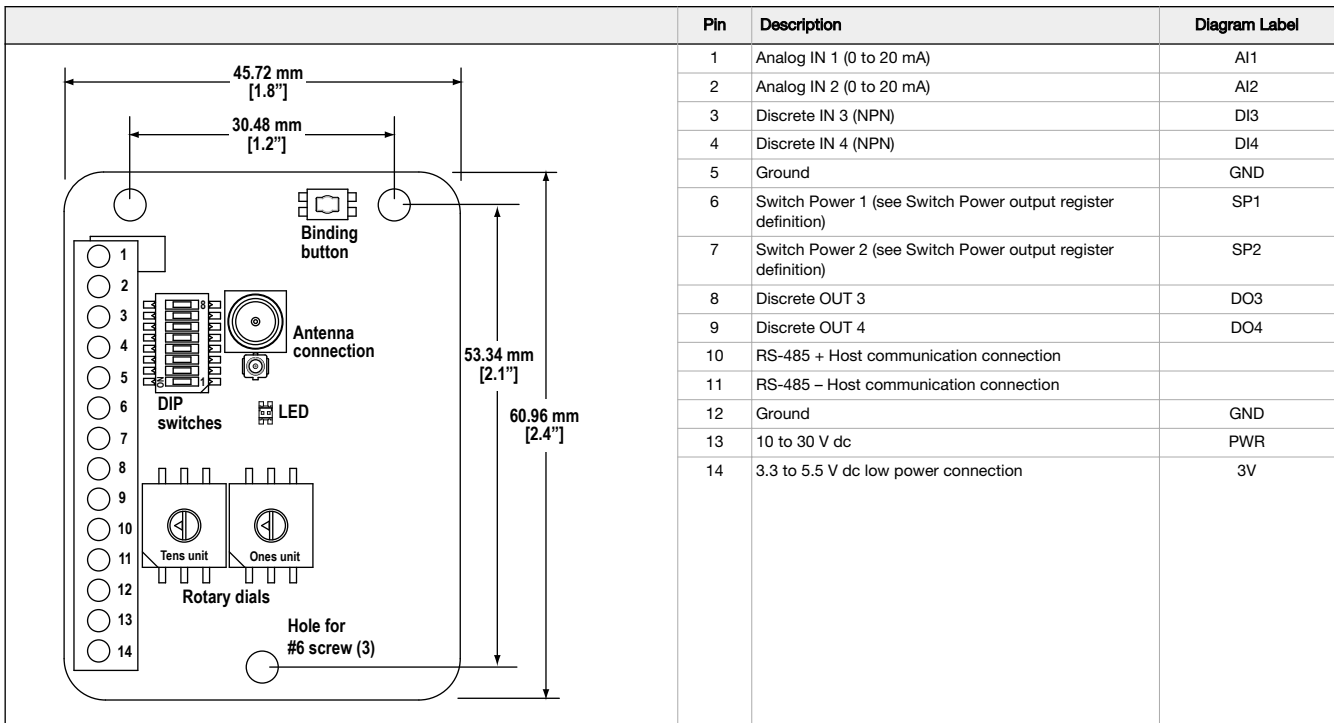 Pin Description Diagram Label
1 Analog IN 1 (0 to 20 mA) AI1
2 Analog IN 2 (0 to 20 mA) AI2
3 Discrete IN 3 (NPN) DI3
4 Discrete IN 4 (NPN) DI4
5 Ground GND
6 Switch Power 1 (see Switch Power output register SP1
definition)
7 Switch Power 2 (see Switch Power output register SP2
definition)
8 Discrete OUT 3 DO3
9 Discrete OUT 4 DO4
10 RS-485 + Host communication connection
11 RS-485 – Host communication connection
12 Ground GND
13 10 to 30 V dc PWR
14 3.3 to 5.5 V dc low power connection 3V
45.72 mm
[1.8”]
30.48 mm
[1.2”]
Binding
button
1
2
3
4
5
6
7
8
9
10
11
12
13
14
8
ON 1
DIP
switches
Antenna
connection
LED
53.34 mm
[2.1”]
60.96 mm
[2.4”]
Tens unit
Ones unit
Rotary dials
Hole for
#6 screw (3)